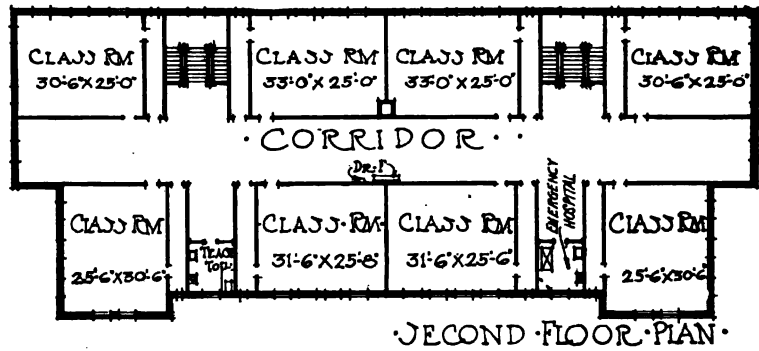 CLASS RM
30'-6"X25'-0"
CLASS RM
33'-0"X25'-0"
CLASS RM
33'-0"X25'-0"
CLASS RM
30'-6"X25'-0"
·CORRIDOR··
DR. F.
CLASS RM
25'-6"X30'-6"
TEACH
TOIL.
CLASS·RM
31'-6"X25'-8"
CLASS RM
31'-6"X25'-6"
EMERGENCY
HOSPITAL
CLASS RM
25'-6"X30'-6"
·SECOND·FLOOR·PLAN·